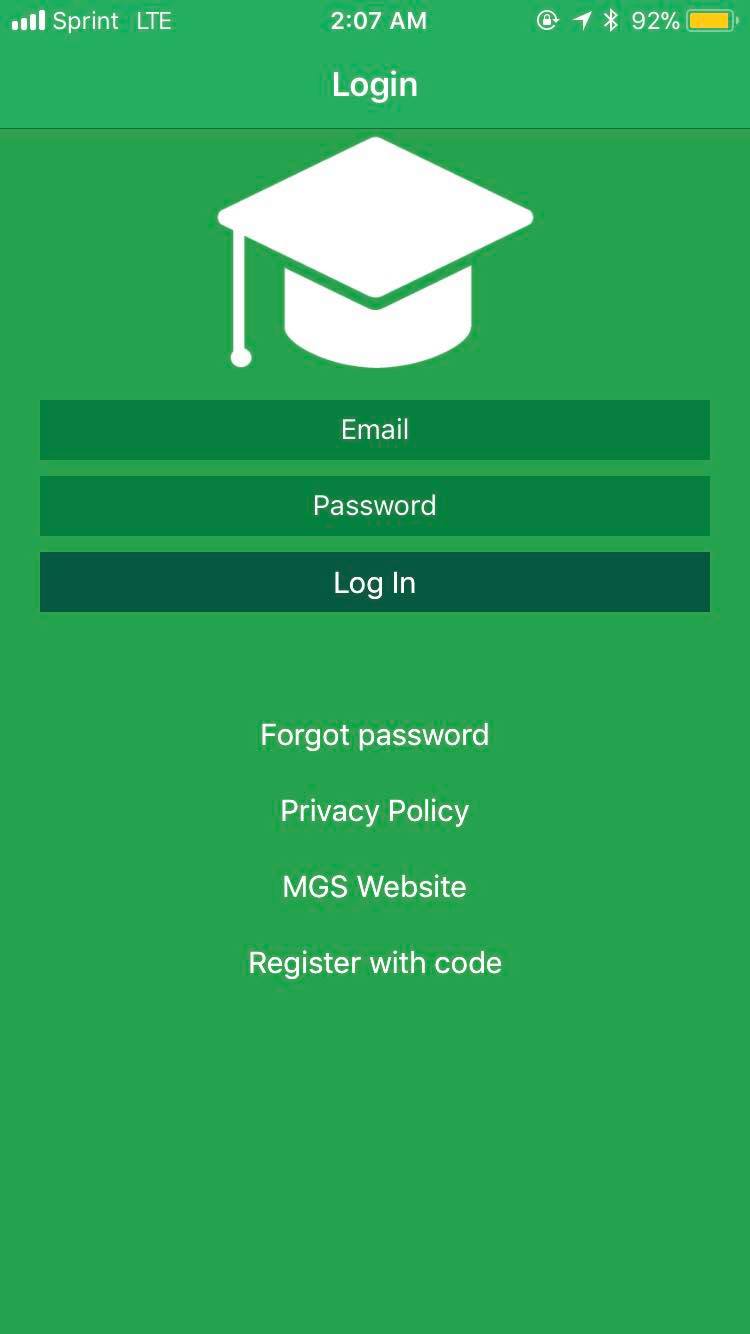 Sprint LTE 2:07 AM 92%
Login
Email
Password
Log In
Forgot password
Privacy Policy
MGS Website
Register with code